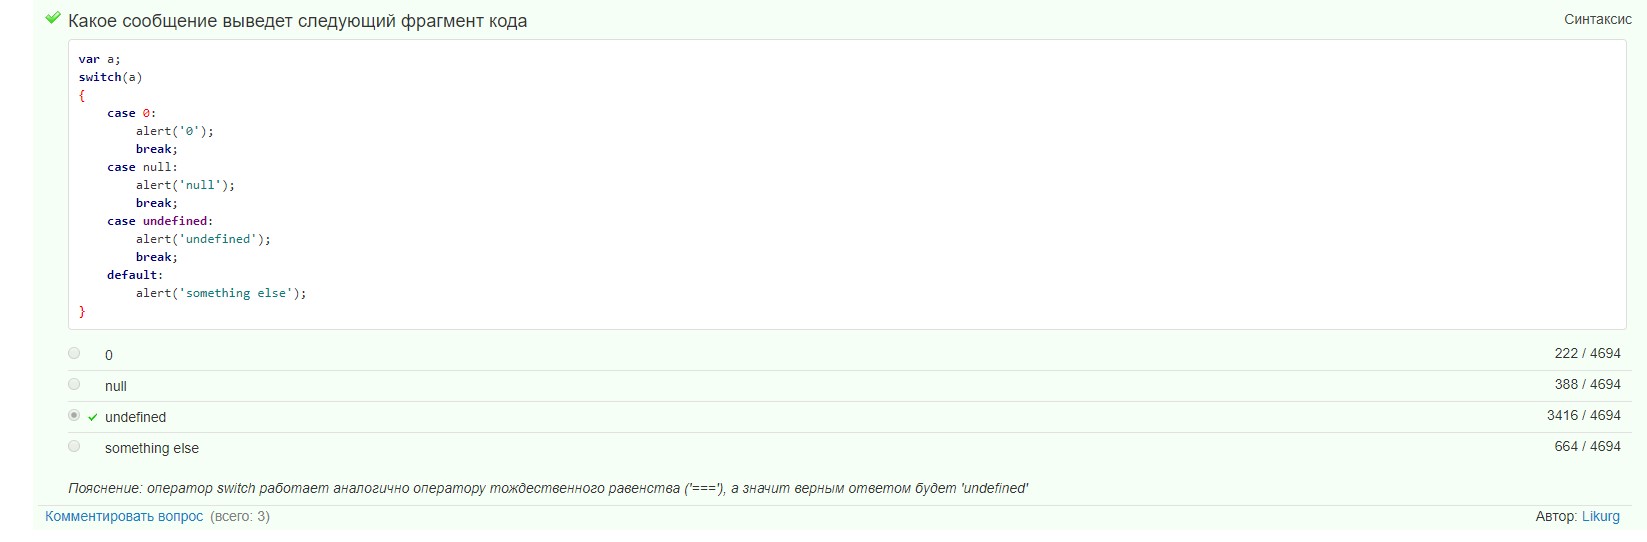 Какое сообщение выведет следующий фрагмент кода
Синтаксис
var a;
switch(a)
{
    case 0:
        alert('0');
        break;
    case null:
        alert('null');
        break;
    case undefined:
        alert('undefined');
        break;
    default:
        alert('something else');
}
0 222 / 4694
null 388 / 4694
undefined 3416 / 4694
something else 664 / 4694
Пояснение: оператор switch работает аналогично оператору тождественного равенства ('==='), а значит верным ответом будет 'undefined'
Комментировать вопрос (всего: 3) Автор: Likurg